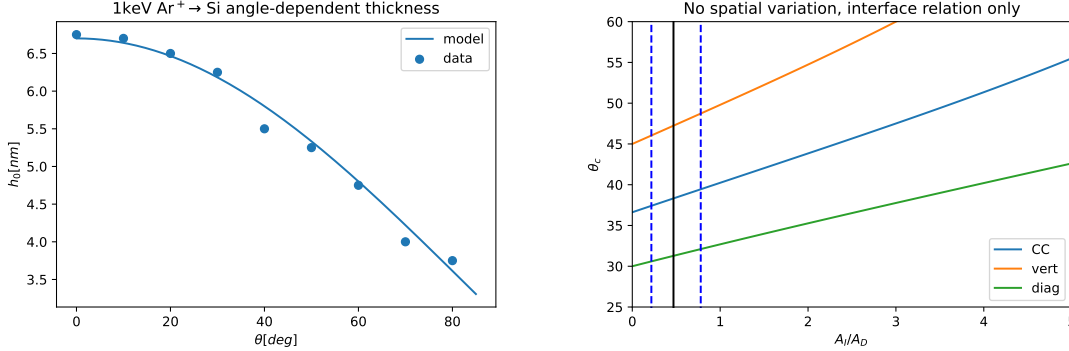 1keV Ar⁺ → Si angle-dependent thickness
model
data
h₀[nm]
6.5
6.0
5.5
5.0
4.5
4.0
3.5
0
20
40
60
80
θ[deg]
No spatial variation, interface relation only
θ_c
60
55
50
45
40
35
30
25
CC
vert
diag
0
1
2
3
4
5
A_I/A_D